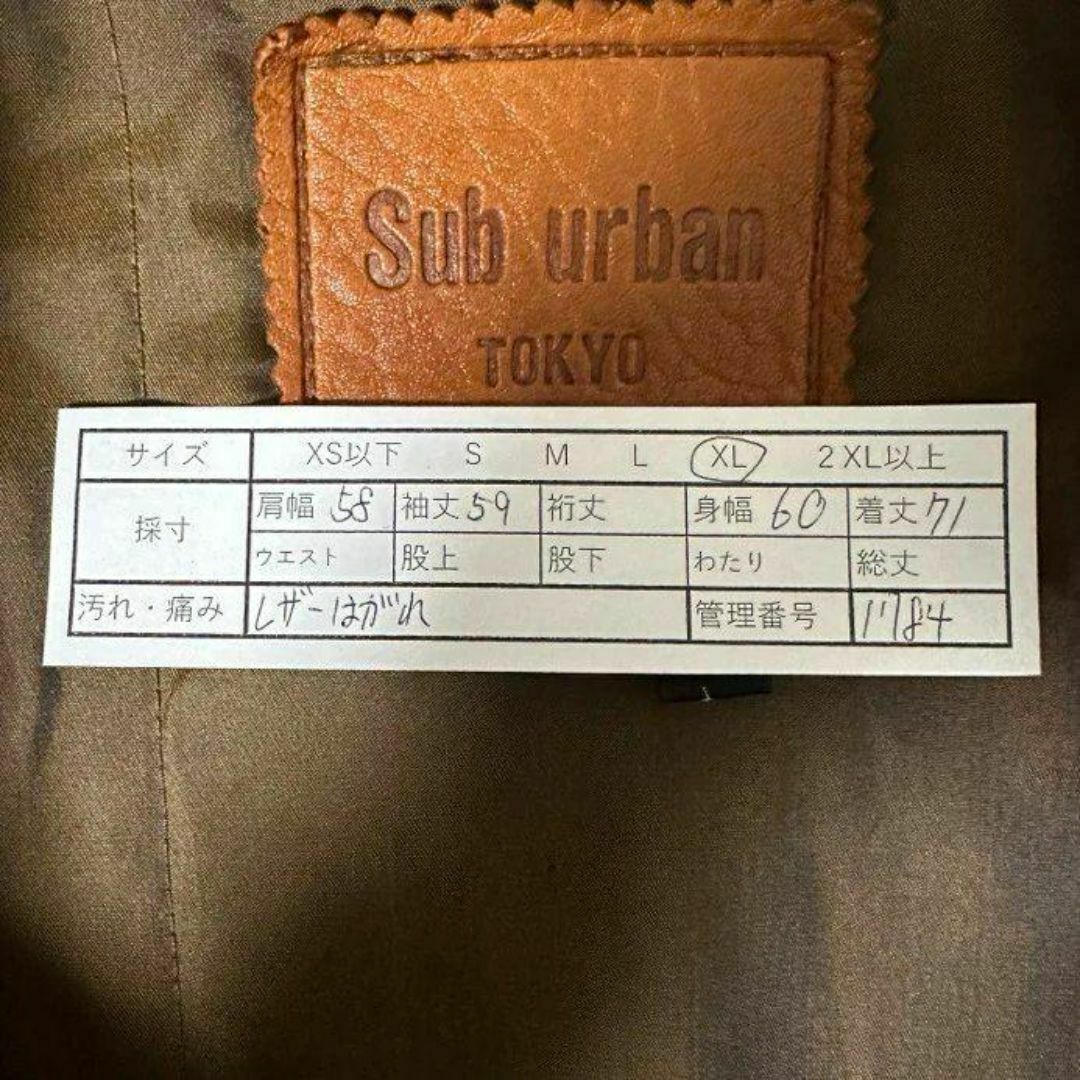 Sub urban
TOKYO
サイズ XS以下 S M L XL 2XL以上
採寸 肩幅 58 袖丈 59 裄丈 身幅 60 着丈 71
ウエスト 股上 股下 わたり 総丈
汚れ・痛み レザーはがれ 管理番号 11784